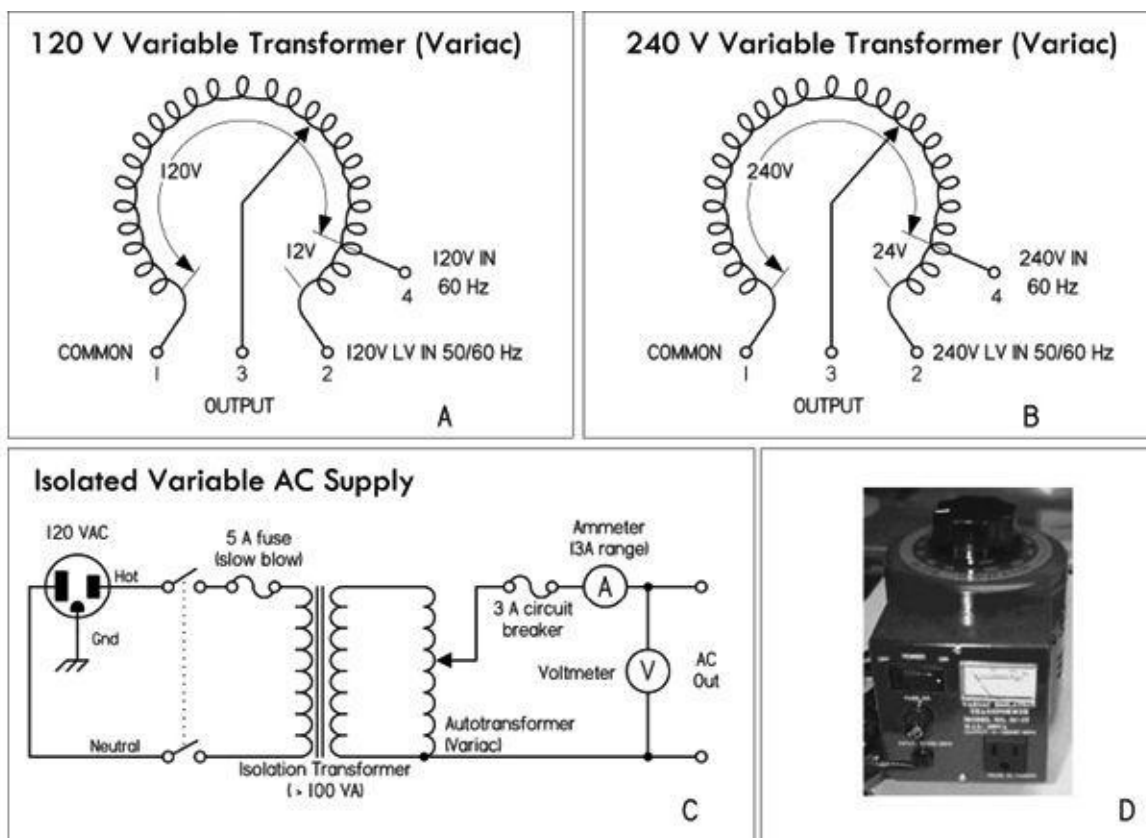 120 V Variable Transformer (Variac)
120V
12V
120V IN
60 Hz
4
COMMON
1
3
2
120V LV IN 50/60 Hz
OUTPUT
A
240 V Variable Transformer (Variac)
240V
24V
240V IN
60 Hz
4
COMMON
1
3
2
240V LV IN 50/60 Hz
OUTPUT
B
Isolated Variable AC Supply
120 VAC
Hot
Gnd
Neutral
5 A fuse
(slow blow)
Isolation Transformer
(> 100 VA)
Autotransformer
(Variac)
3 A circuit
breaker
Ammeter
(3A range)
A
Voltmeter
V
AC
Out
C
D